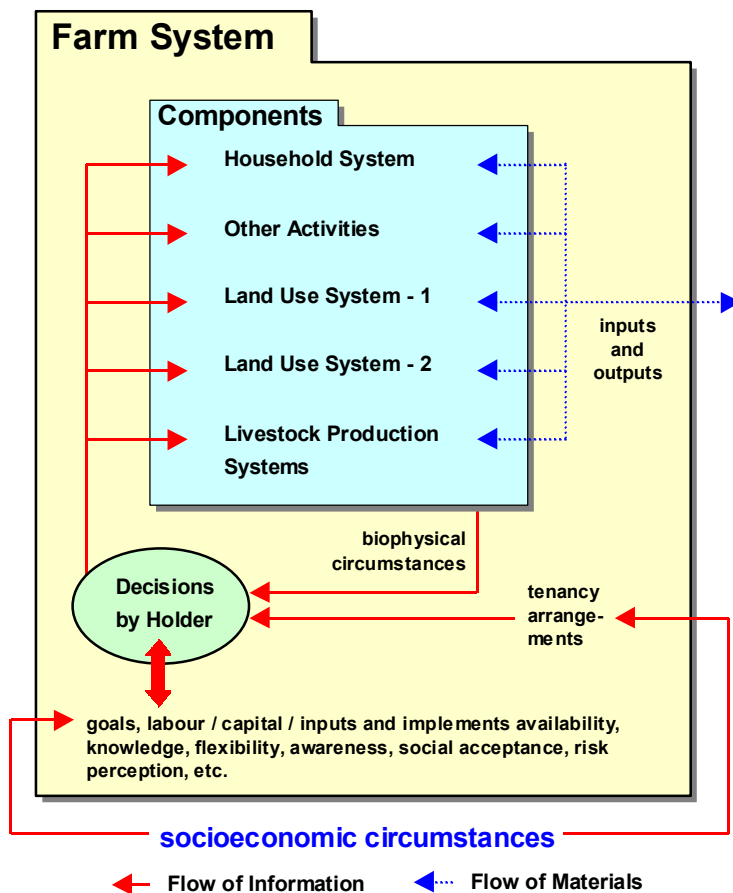 Farm System
Components
Household System
Other Activities
Land Use System - 1
Land Use System - 2
Livestock Production
Systems
inputs
and
outputs
biophysical
circumstances
Decisions
by Holder
tenancy
arrange-
ments
goals, labour / capital / inputs and implements availability,
knowledge, flexibility, awareness, social acceptance, risk
perception, etc.
socioeconomic circumstances
Flow of Information
Flow of Materials